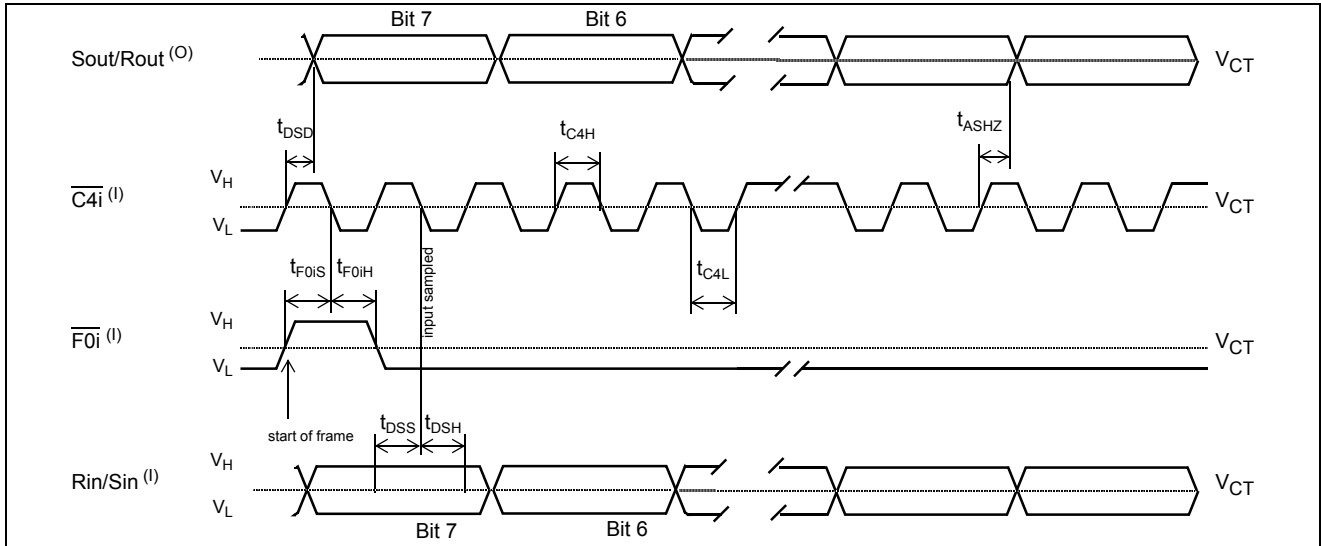 Bit 7 Bit 6
Sout/Rout (O) VCT
tDSD tC4H tASHZ
VH
C4i (I) VCT
VL
tF0iS tF0iH input sampled tC4L
VH
F0i (I) VCT
VL
start of frame tDSS tDSH
VH
Rin/Sin (I) VCT
VL
Bit 7 Bit 6